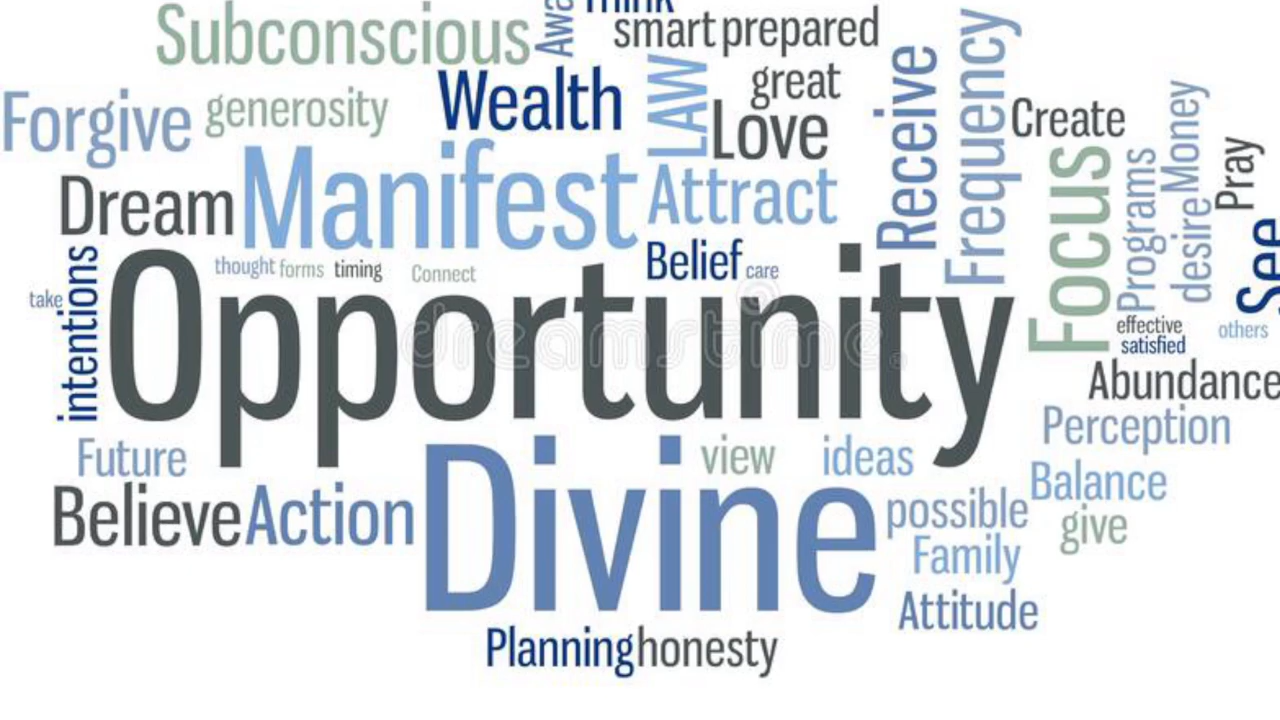 Think
Subconscious
smart prepared
Wealth
LAW
great
Love
Receive
Frequency
Create
Forgive
generosity
Dream
Manifest
Attract
Focus
Programs
Money
desire
Pray
See
Belief
care
thought forms timing
Connect
take
intentions
Opportunity
effective
satisfied
others
Abundance
Perception
Future
view
ideas
Balance
Believe
Action
Divine
possible
give
Family
Attitude
Planning
honesty
dreamstime